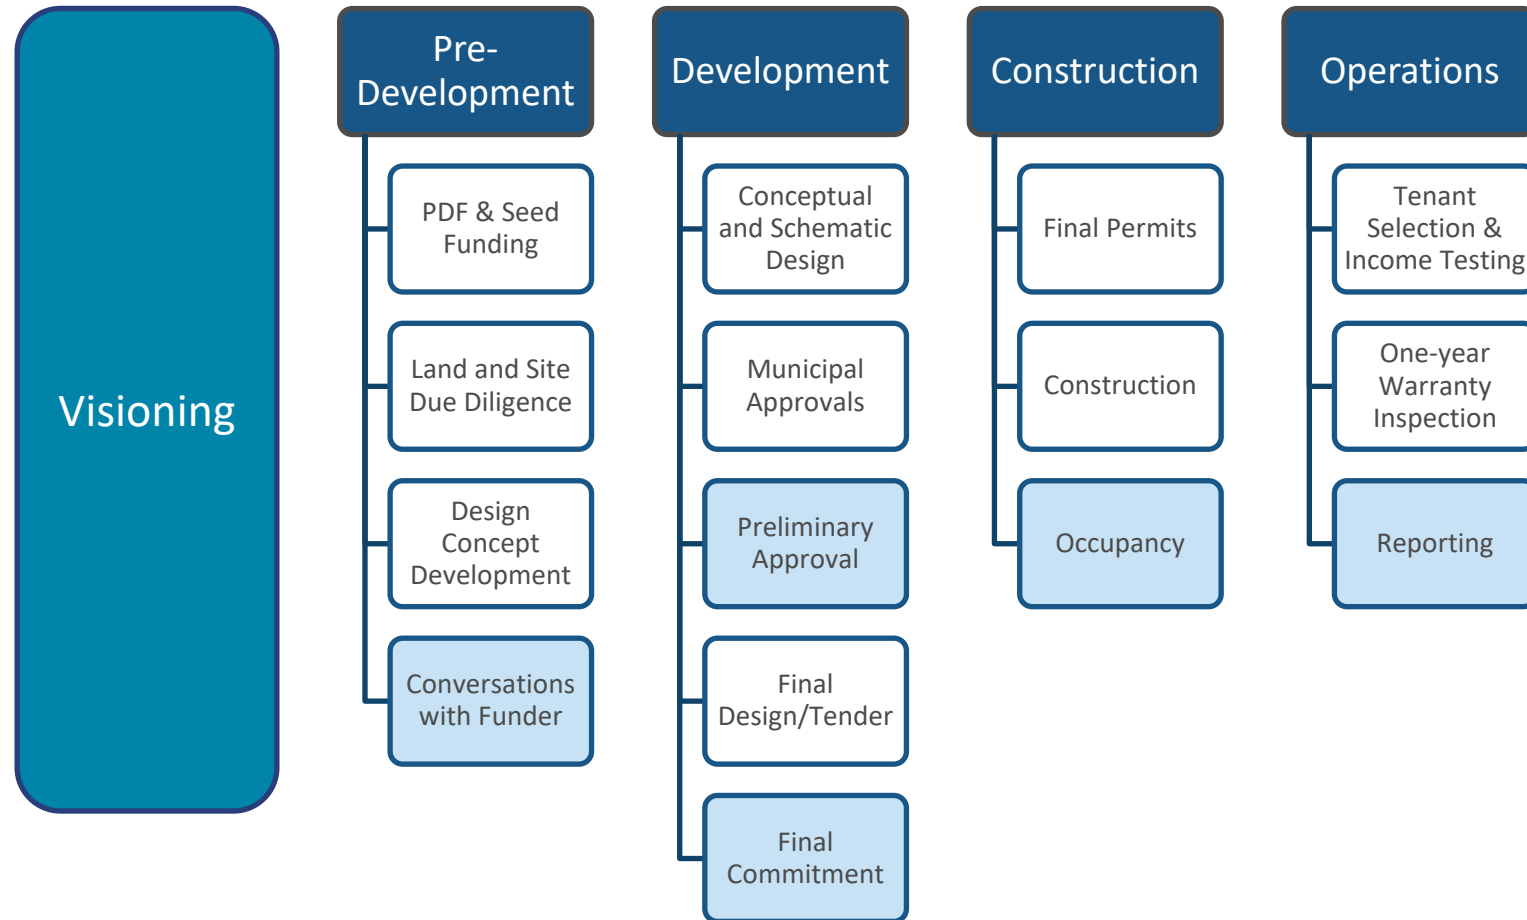 Visioning
Pre-
Development
PDF & Seed
Funding
Land and Site
Due Diligence
Design
Concept
Development
Conversations
with Funder
Development
Conceptual
and Schematic
Design
Municipal
Approvals
Preliminary
Approval
Final
Design/Tender
Final
Commitment
Construction
Final Permits
Construction
Occupancy
Operations
Tenant
Selection &
Income Testing
One-year
Warranty
Inspection
Reporting